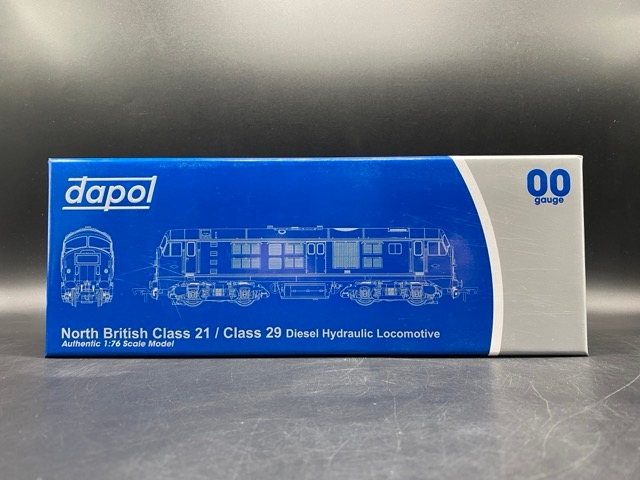 dapol
00
gauge
North British Class 21 / Class 29 Diesel Hydraulic Locomotive
Authentic 1:76 Scale Model